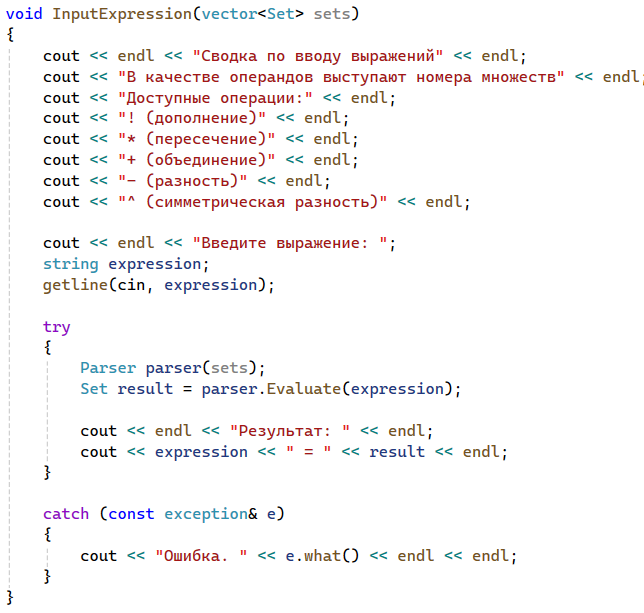 void InputExpression(vector<Set> sets)
{
cout << endl << "Сводка по вводу выражений" << endl;
cout << "В качестве операндов выступают номера множеств" << endl;
cout << "Доступные операции:" << endl;
cout << "! (дополнение)" << endl;
cout << "* (пересечение)" << endl;
cout << "+ (объединение)" << endl;
cout << "- (разность)" << endl;
cout << "^ (симметрическая разность)" << endl;
cout << endl << "Введите выражение: ";
string expression;
getline(cin, expression);
try
{
Parser parser(sets);
Set result = parser.Evaluate(expression);
cout << endl << "Результат: " << endl;
cout << expression << " = " << result << endl;
}
catch (const exception& e)
{
cout << "Ошибка. " << e.what() << endl << endl;
}
}